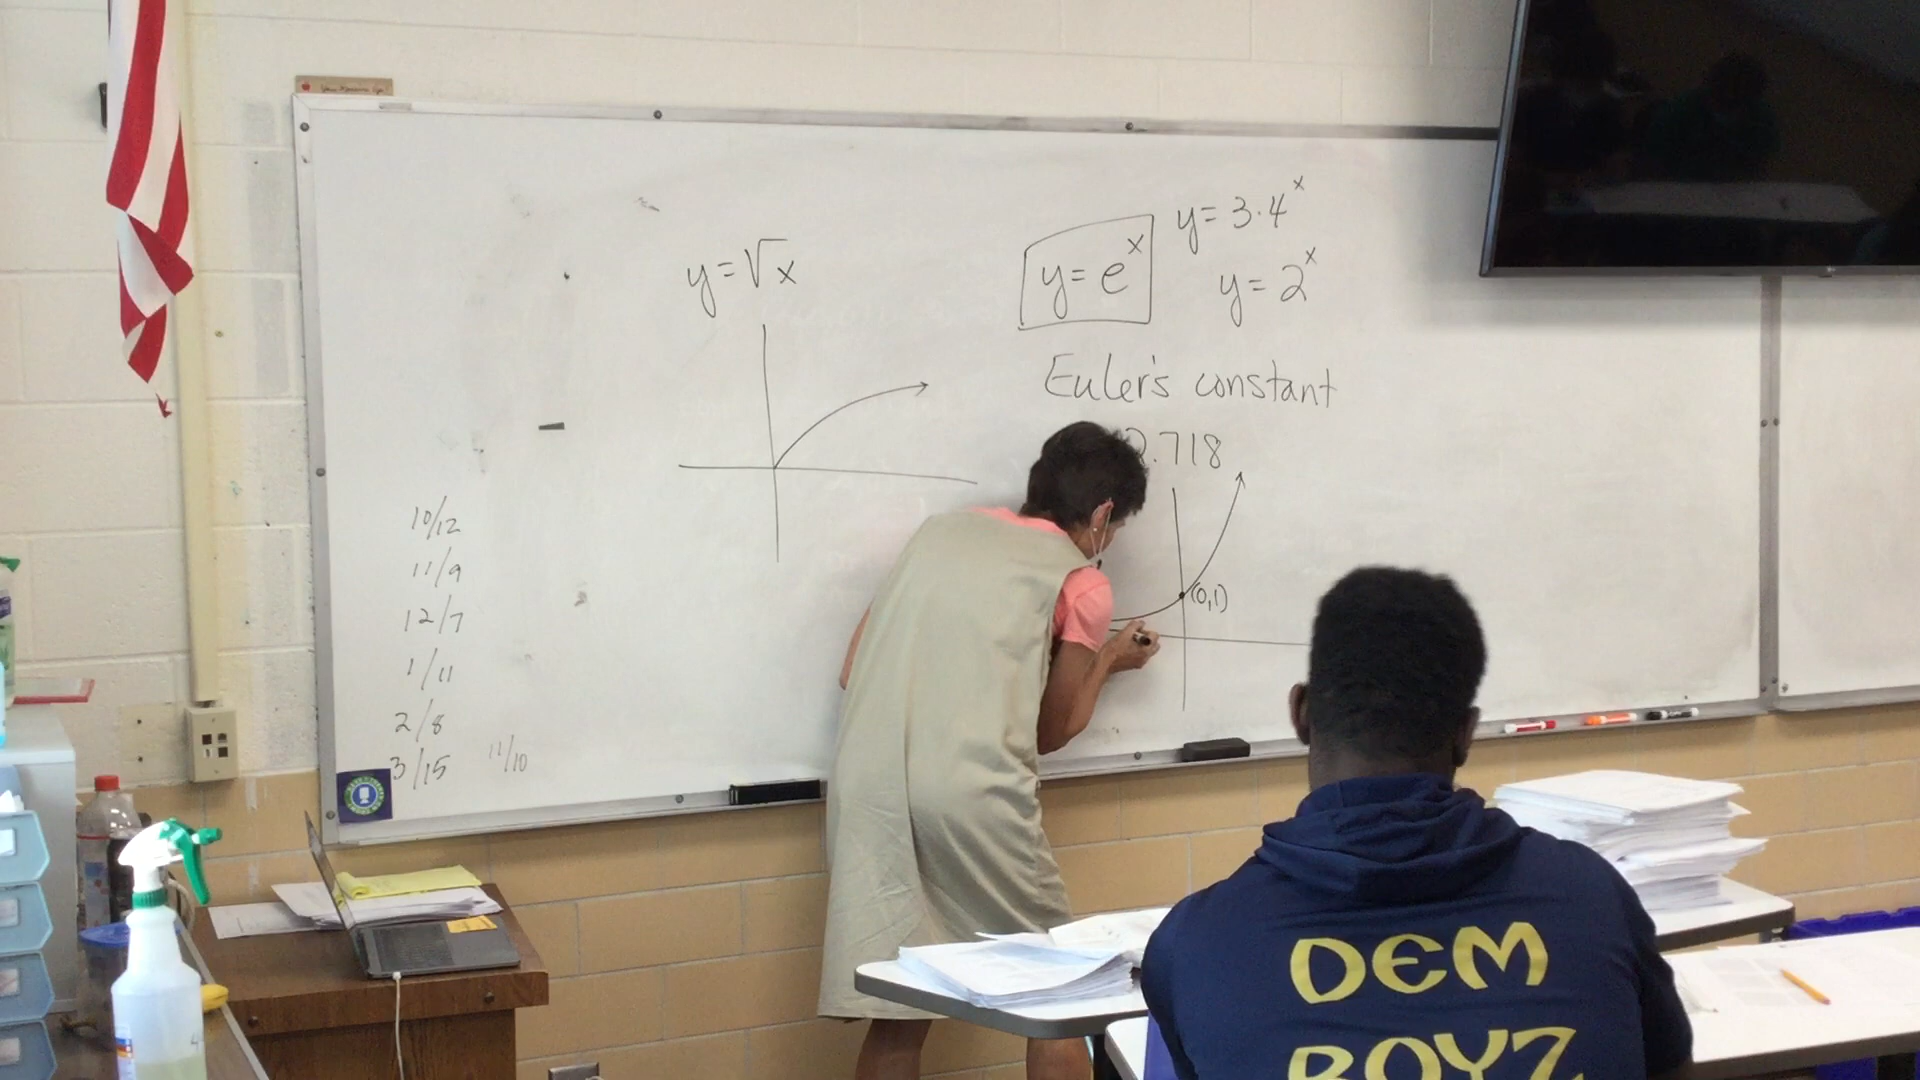 y = √x
y = e^x
y = 3·4^x
y = 2^x
Euler's constant
2.718
(0,1)
10/12
11/9
12/7
1/11
2/8
3/15
11/10
DEM
BOYZ